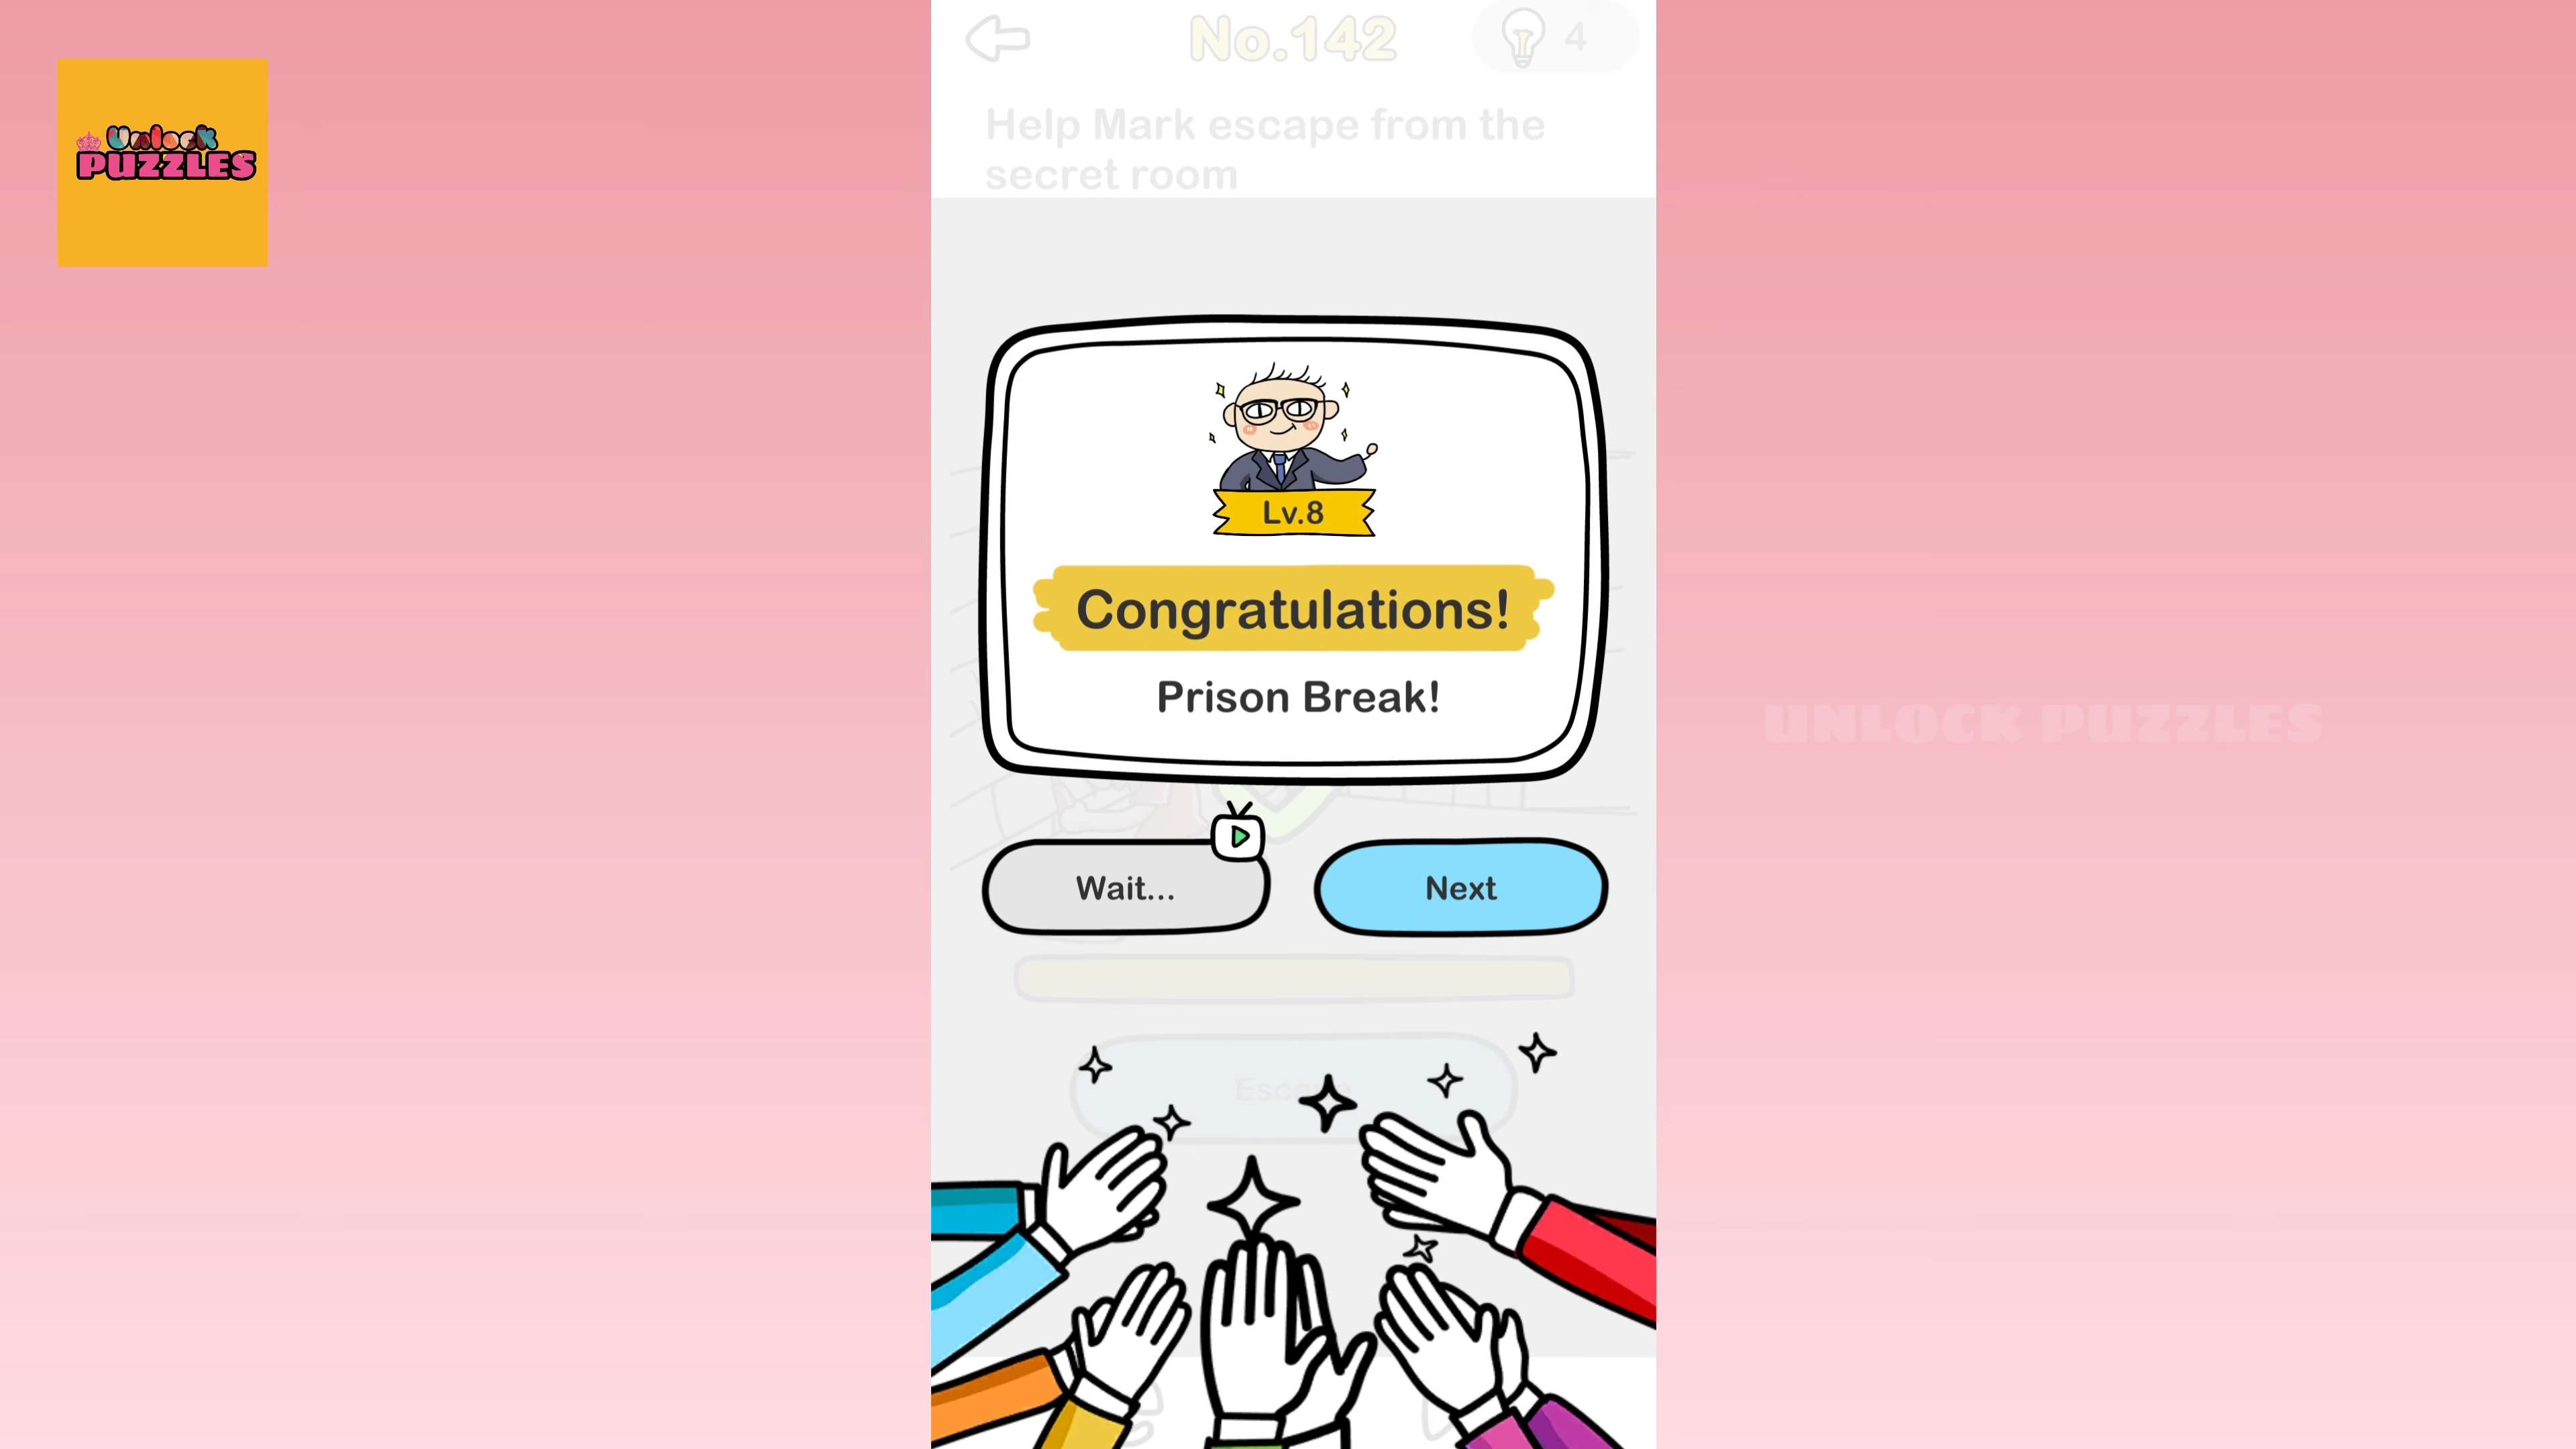 Unlock
PUZZLES
No.142
4
Help Mark escape from the
secret room
Lv.8
Congratulations!
Prison Break!
UNLOCK PUZZLES
Wait...
Next